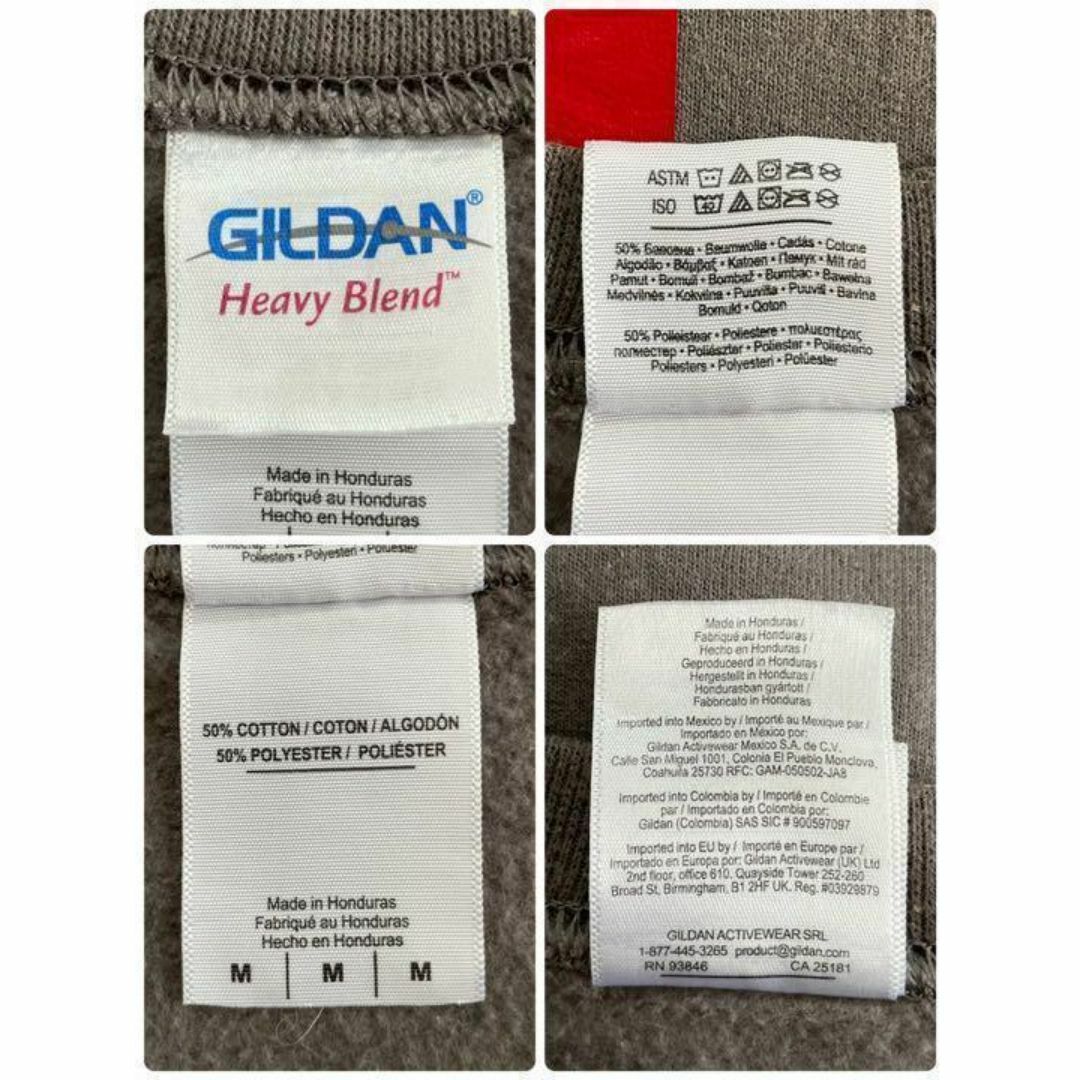 GILDAN®
Heavy Blend™
Made in Honduras
Fabriqué au Honduras
Hecho en Honduras
ASTM
ISO 40
50% Бавовна • Baumwolle • Cadás • Cotone
Algodão • Βάμβακ • Katoen • Памук • Mit rád
Pamut • Bomull • Bombaž • Bumbac • Bawełna
Medvilnės • Kokvilna • Puuvilla • Puuvill • Bavlna
Bomuld • Qoton
50% Polleistear • Poliestere • πολυεστέρας
полиестер • Poliészter • Poliester • Poliesterio
Poliesters • Polyesteri • Polüester
Poliesters • Polyesteri • Polüester
50% COTTON / COTON / ALGODÓN
50% POLYESTER / POLIÉSTER
Made in Honduras
Fabriqué au Honduras
Hecho en Honduras
M | M | M
Made in Honduras /
Fabriqué au Honduras /
Hecho en Honduras /
Geproduceerd in Honduras /
Hergestellt in Honduras /
Hondurasban gyártott /
Fabbricato in Honduras
Imported into Mexico by / Importé au Mexique par /
Importado en México por:
Gildan Activewear Mexico S.A. de C.V.
Calle San Miguel 1001, Colonia El Pueblo Monclova,
Coahuila 25730 RFC: GAM-050502-JA8
Imported into Colombia by / Importé en Colombie
par / Importado en Colombia por:
Gildan (Colombia) SAS SIC # 900597097
Imported into EU by / Importé en Europe par /
Importado en Europa por: Gildan Activewear (UK) Ltd
2nd floor, office 610, Quayside Tower 252-260
Broad St, Birmingham, B1 2HF UK. Reg. #03929879
GILDAN ACTIVEWEAR SRL
1-877-445-3265 product@gildan.com
RN 93846 CA 25181